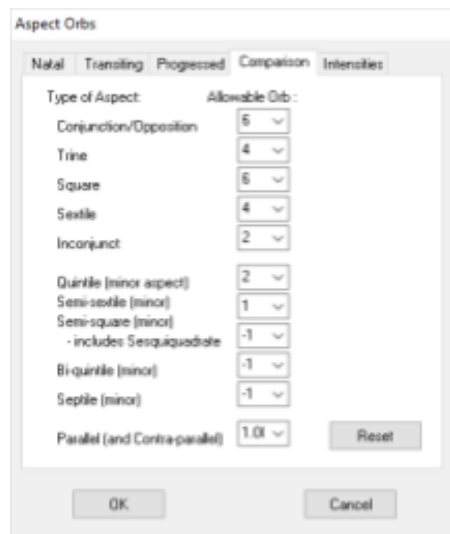 Aspect Orbs
Natal Transiting Progressed Comparison Intensities
Type of Aspect: Allowable Orb :
Conjunction/Opposition 6
Trine 4
Square 6
Sextile 4
Inconjunct 2
Quintile (minor aspect) 2
Semi-sextile (minor) 1
Semi-square (minor)
- includes Sesquiquadrate -1
Bi-quintile (minor) -1
Septile (minor) -1
Parallel (and Contra-parallel) 1.0
Reset
OK Cancel